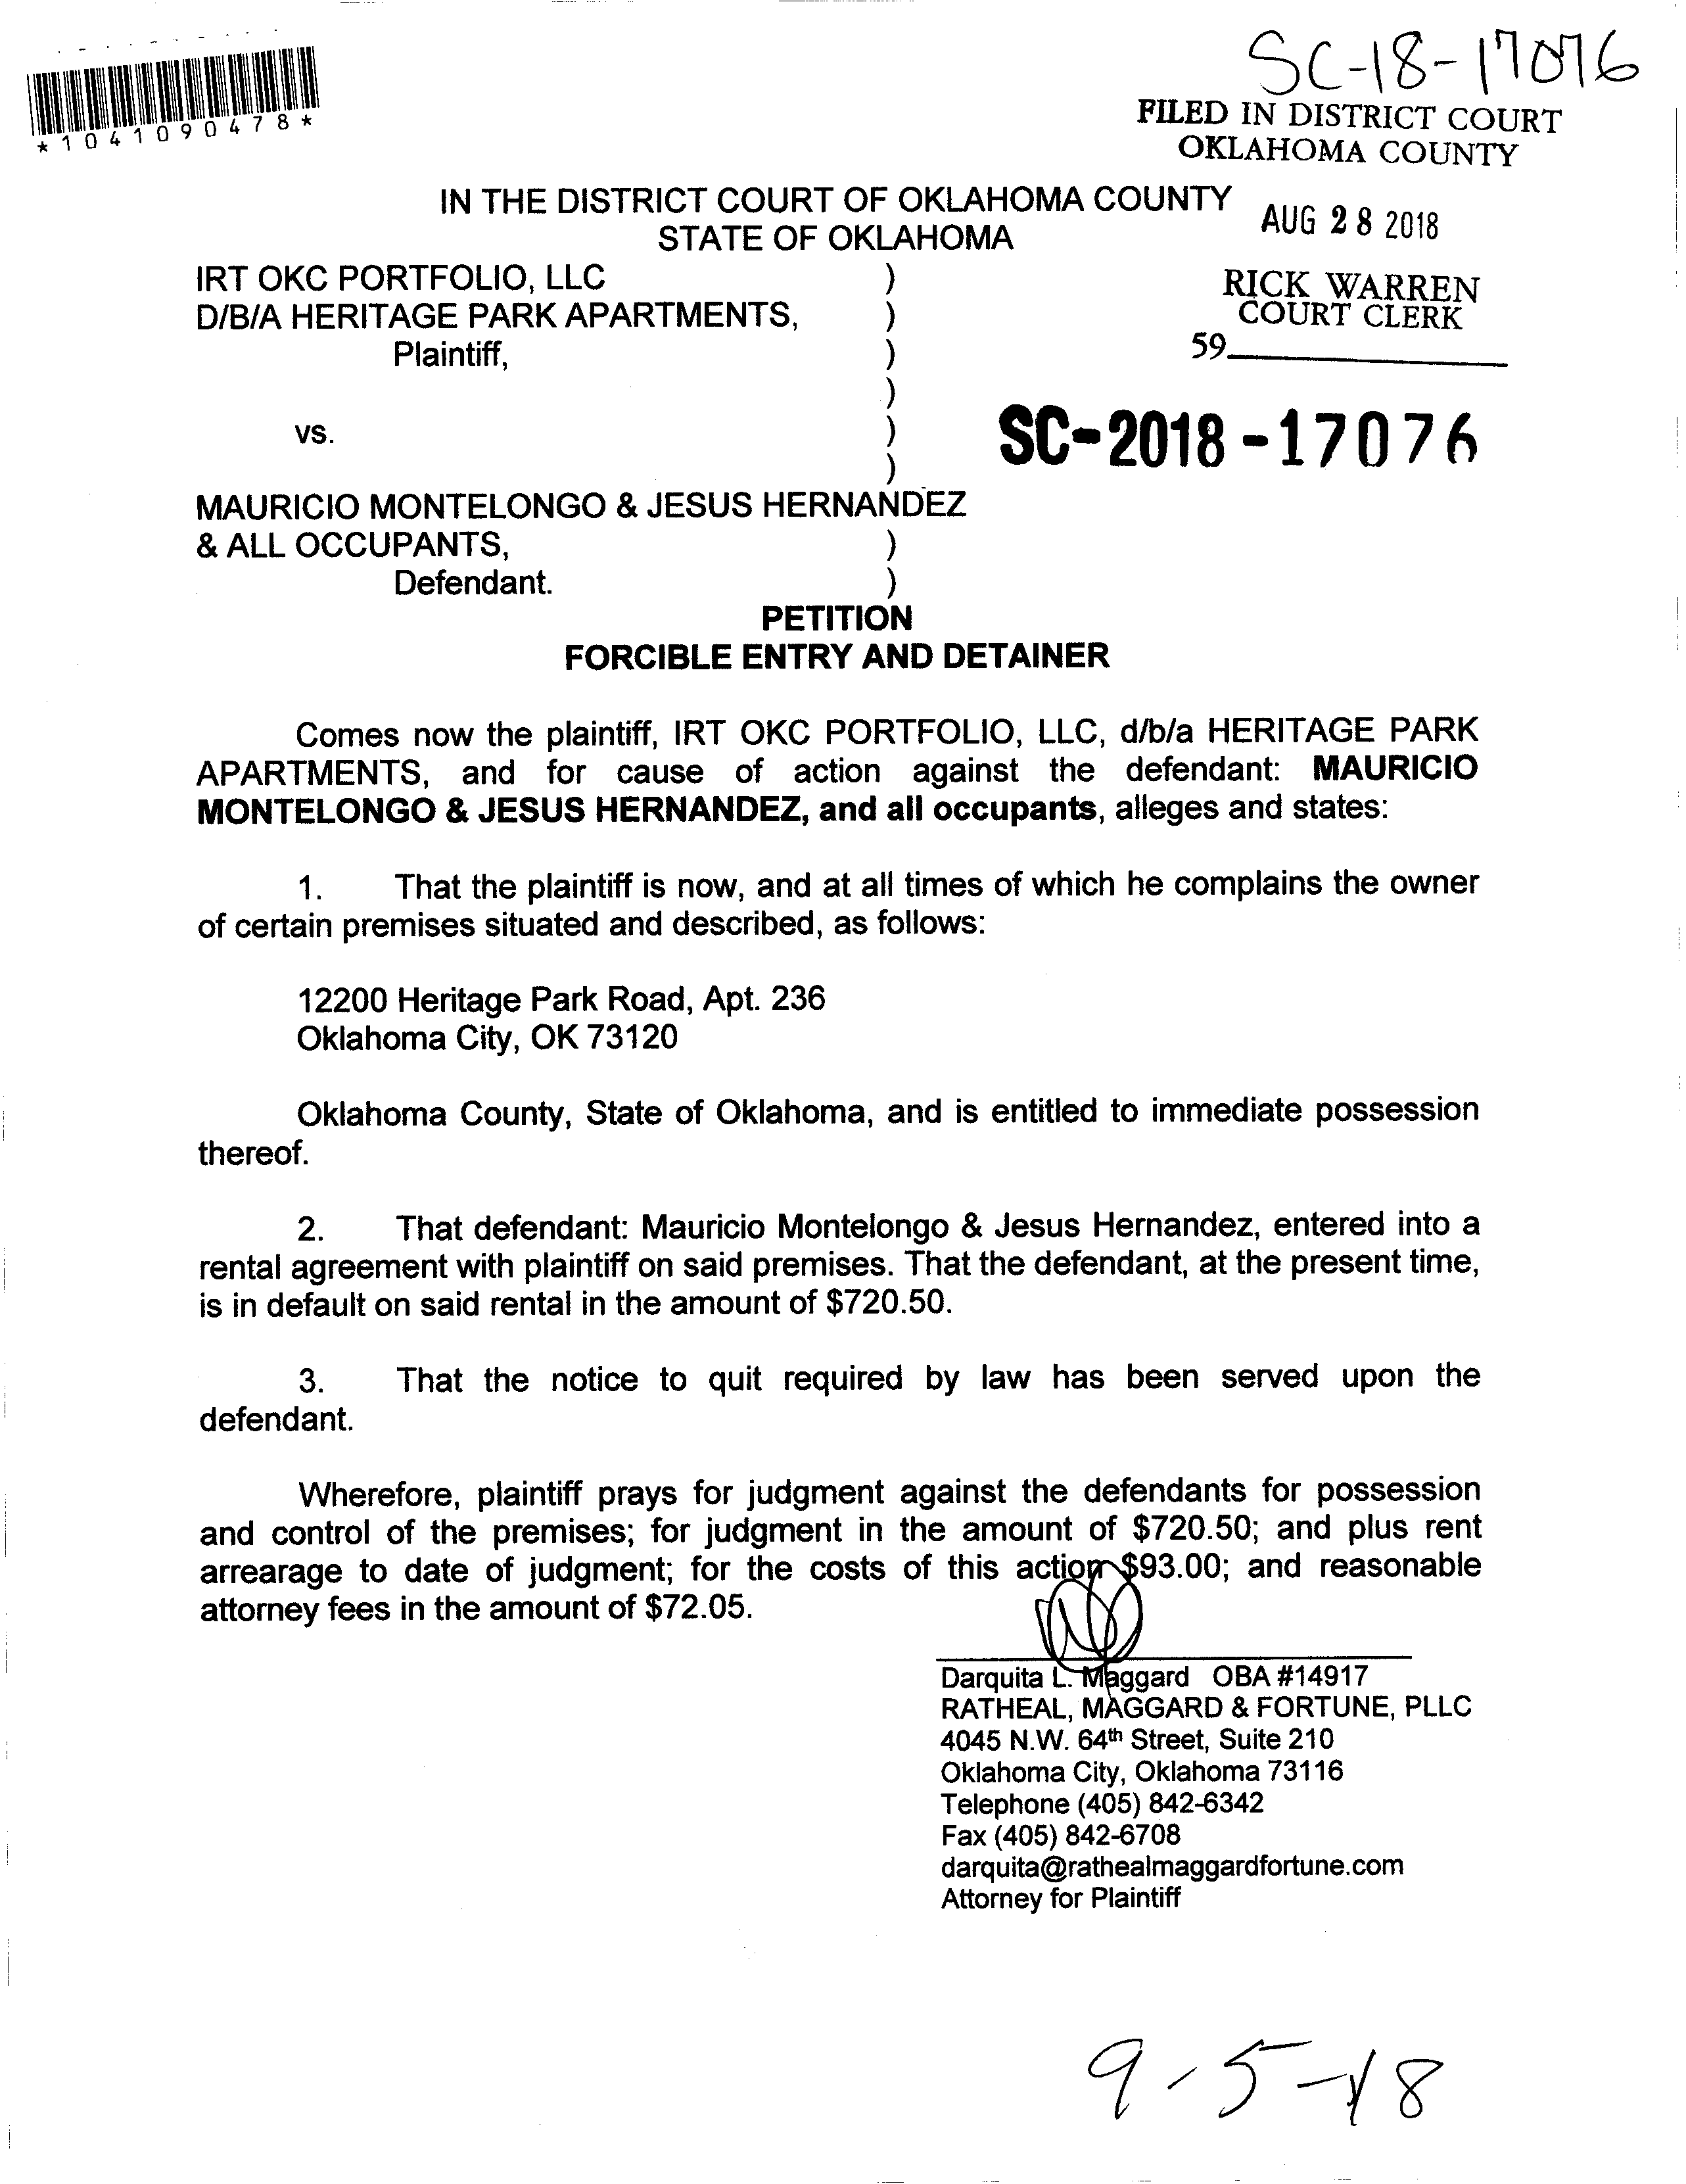 SC-18-17076
*1041090478*
FILED IN DISTRICT COURT
OKLAHOMA COUNTY
IN THE DISTRICT COURT OF OKLAHOMA COUNTY
STATE OF OKLAHOMA
AUG 28 2018
IRT OKC PORTFOLIO, LLC )
D/B/A HERITAGE PARK APARTMENTS, )
Plaintiff, )
RICK WARREN
COURT CLERK
59
)
vs. )
)
SC-2018-17076
MAURICIO MONTELONGO & JESUS HERNANDEZ
& ALL OCCUPANTS, )
Defendant. )
PETITION
FORCIBLE ENTRY AND DETAINER
Comes now the plaintiff, IRT OKC PORTFOLIO, LLC, d/b/a HERITAGE PARK
APARTMENTS, and for cause of action against the defendant: MAURICIO
MONTELONGO & JESUS HERNANDEZ, and all occupants, alleges and states:
1. That the plaintiff is now, and at all times of which he complains the owner
of certain premises situated and described, as follows:
12200 Heritage Park Road, Apt. 236
Oklahoma City, OK 73120
Oklahoma County, State of Oklahoma, and is entitled to immediate possession
thereof.
2. That defendant: Mauricio Montelongo & Jesus Hernandez, entered into a
rental agreement with plaintiff on said premises. That the defendant, at the present time,
is in default on said rental in the amount of $720.50.
3. That the notice to quit required by law has been served upon the
defendant.
Wherefore, plaintiff prays for judgment against the defendants for possession
and control of the premises; for judgment in the amount of $720.50; and plus rent
arrearage to date of judgment; for the costs of this action $93.00; and reasonable
attorney fees in the amount of $72.05.
Darquita L. Maggard OBA #14917
RATHEAL, MAGGARD & FORTUNE, PLLC
4045 N.W. 64th Street, Suite 210
Oklahoma City, Oklahoma 73116
Telephone (405) 842-6342
Fax (405) 842-6708
darquita@rathealmaggardfortune.com
Attorney for Plaintiff
9-5-18